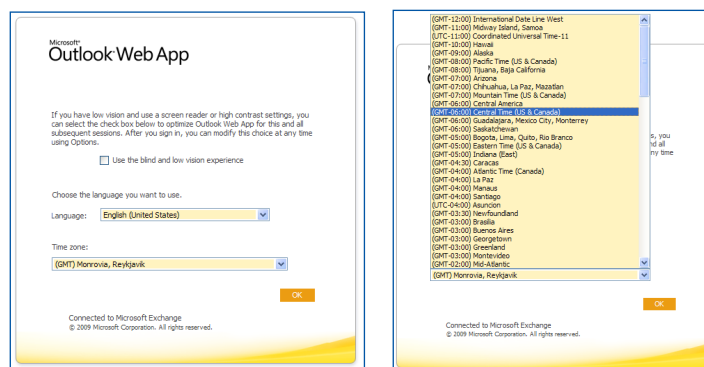 Microsoft®
Outlook Web App
If you have low vision and use a screen reader or high contrast settings, you
can select the check box below to optimize Outlook Web App for this and all
subsequent sessions. After you sign in, you can modify this choice at any time
using Options.
Use the blind and low vision experience
Choose the language you want to use.
Language: English (United States)
Time zone:
(GMT) Monrovia, Reykjavik
OK
Connected to Microsoft Exchange
© 2009 Microsoft Corporation. All rights reserved.
(GMT-12:00) International Date Line West
(GMT-11:00) Midway Island, Samoa
(UTC-11:00) Coordinated Universal Time-11
(GMT-10:00) Hawaii
(GMT-09:00) Alaska
(GMT-08:00) Pacific Time (US & Canada)
(GMT-08:00) Tijuana, Baja California
(GMT-07:00) Arizona
(GMT-07:00) Chihuahua, La Paz, Mazatlan
(GMT-07:00) Mountain Time (US & Canada)
(GMT-06:00) Central America
(GMT-06:00) Central Time (US & Canada)
(GMT-06:00) Guadalajara, Mexico City, Monterrey
(GMT-06:00) Saskatchewan
(GMT-05:00) Bogota, Lima, Quito, Rio Branco
(GMT-05:00) Eastern Time (US & Canada)
(GMT-05:00) Indiana (East)
(GMT-04:30) Caracas
(GMT-04:00) Atlantic Time (Canada)
(GMT-04:00) La Paz
(GMT-04:00) Manaus
(GMT-04:00) Santiago
(UTC-04:00) Asuncion
(GMT-03:30) Newfoundland
(GMT-03:00) Brasilia
(GMT-03:00) Buenos Aires
(GMT-03:00) Georgetown
(GMT-03:00) Greenland
(GMT-03:00) Montevideo
(GMT-02:00) Mid-Atlantic
s, you
nd all
ny time
(GMT) Monrovia, Reykjavik
OK
Connected to Microsoft Exchange
© 2009 Microsoft Corporation. All rights reserved.